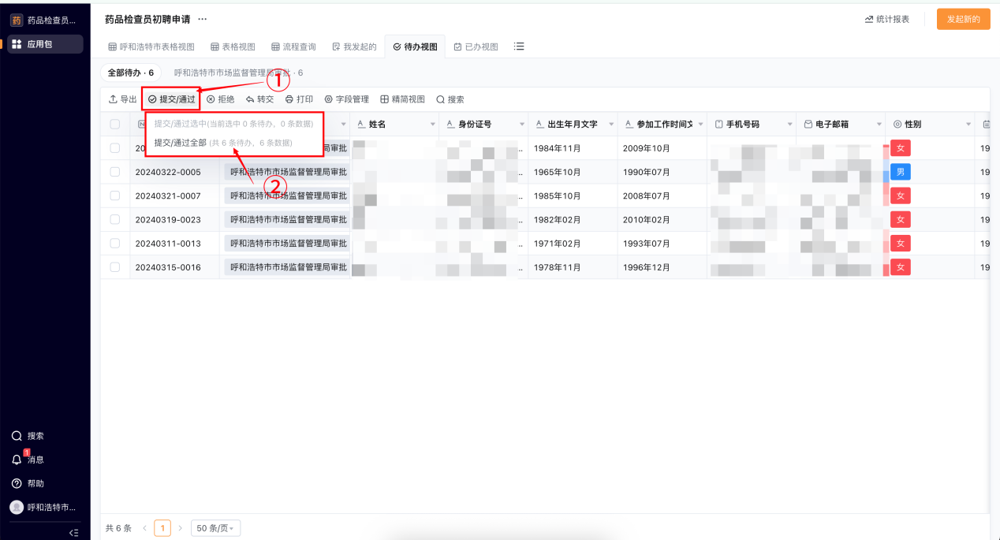 药 药品检查员...
应用包
搜索
1
消息
帮助
呼和浩特市...
药品检查员初聘申请 ...
统计报表
发起新的
呼和浩特市表格视图 表格视图 流程查询 我发起的 待办视图 已办视图
全部待办 · 6 呼和浩特市市场监督管理局审批 · 6
①
导出 提交/通过 拒绝 转交 打印 字段管理 精简视图 搜索
提交/通过选中(当前选中 0 条待办，0 条数据)
提交/通过全部 (共 6 条待办，6 条数据)
②
姓名 身份证号 出生年月文字 参加工作时间文 手机号码 电子邮箱 性别
20 局审批 .. 1984年11月 2009年10月 女 19
20240322-0005 呼和浩特市市场监督管理局审批 .. 1965年10月 1990年07月 男 19
20240321-0007 呼和浩特市市场监督管理局审批 .. 1985年10月 2008年07月 女 19
20240319-0023 呼和浩特市市场监督管理局审批 .. 1982年02月 2010年02月 女 19
20240311-0013 呼和浩特市市场监督管理局审批 .. 1971年02月 1993年07月 女 19
20240315-0016 呼和浩特市市场监督管理局审批 .. 1978年11月 1996年12月 女 19
共 6 条 1 50 条/页